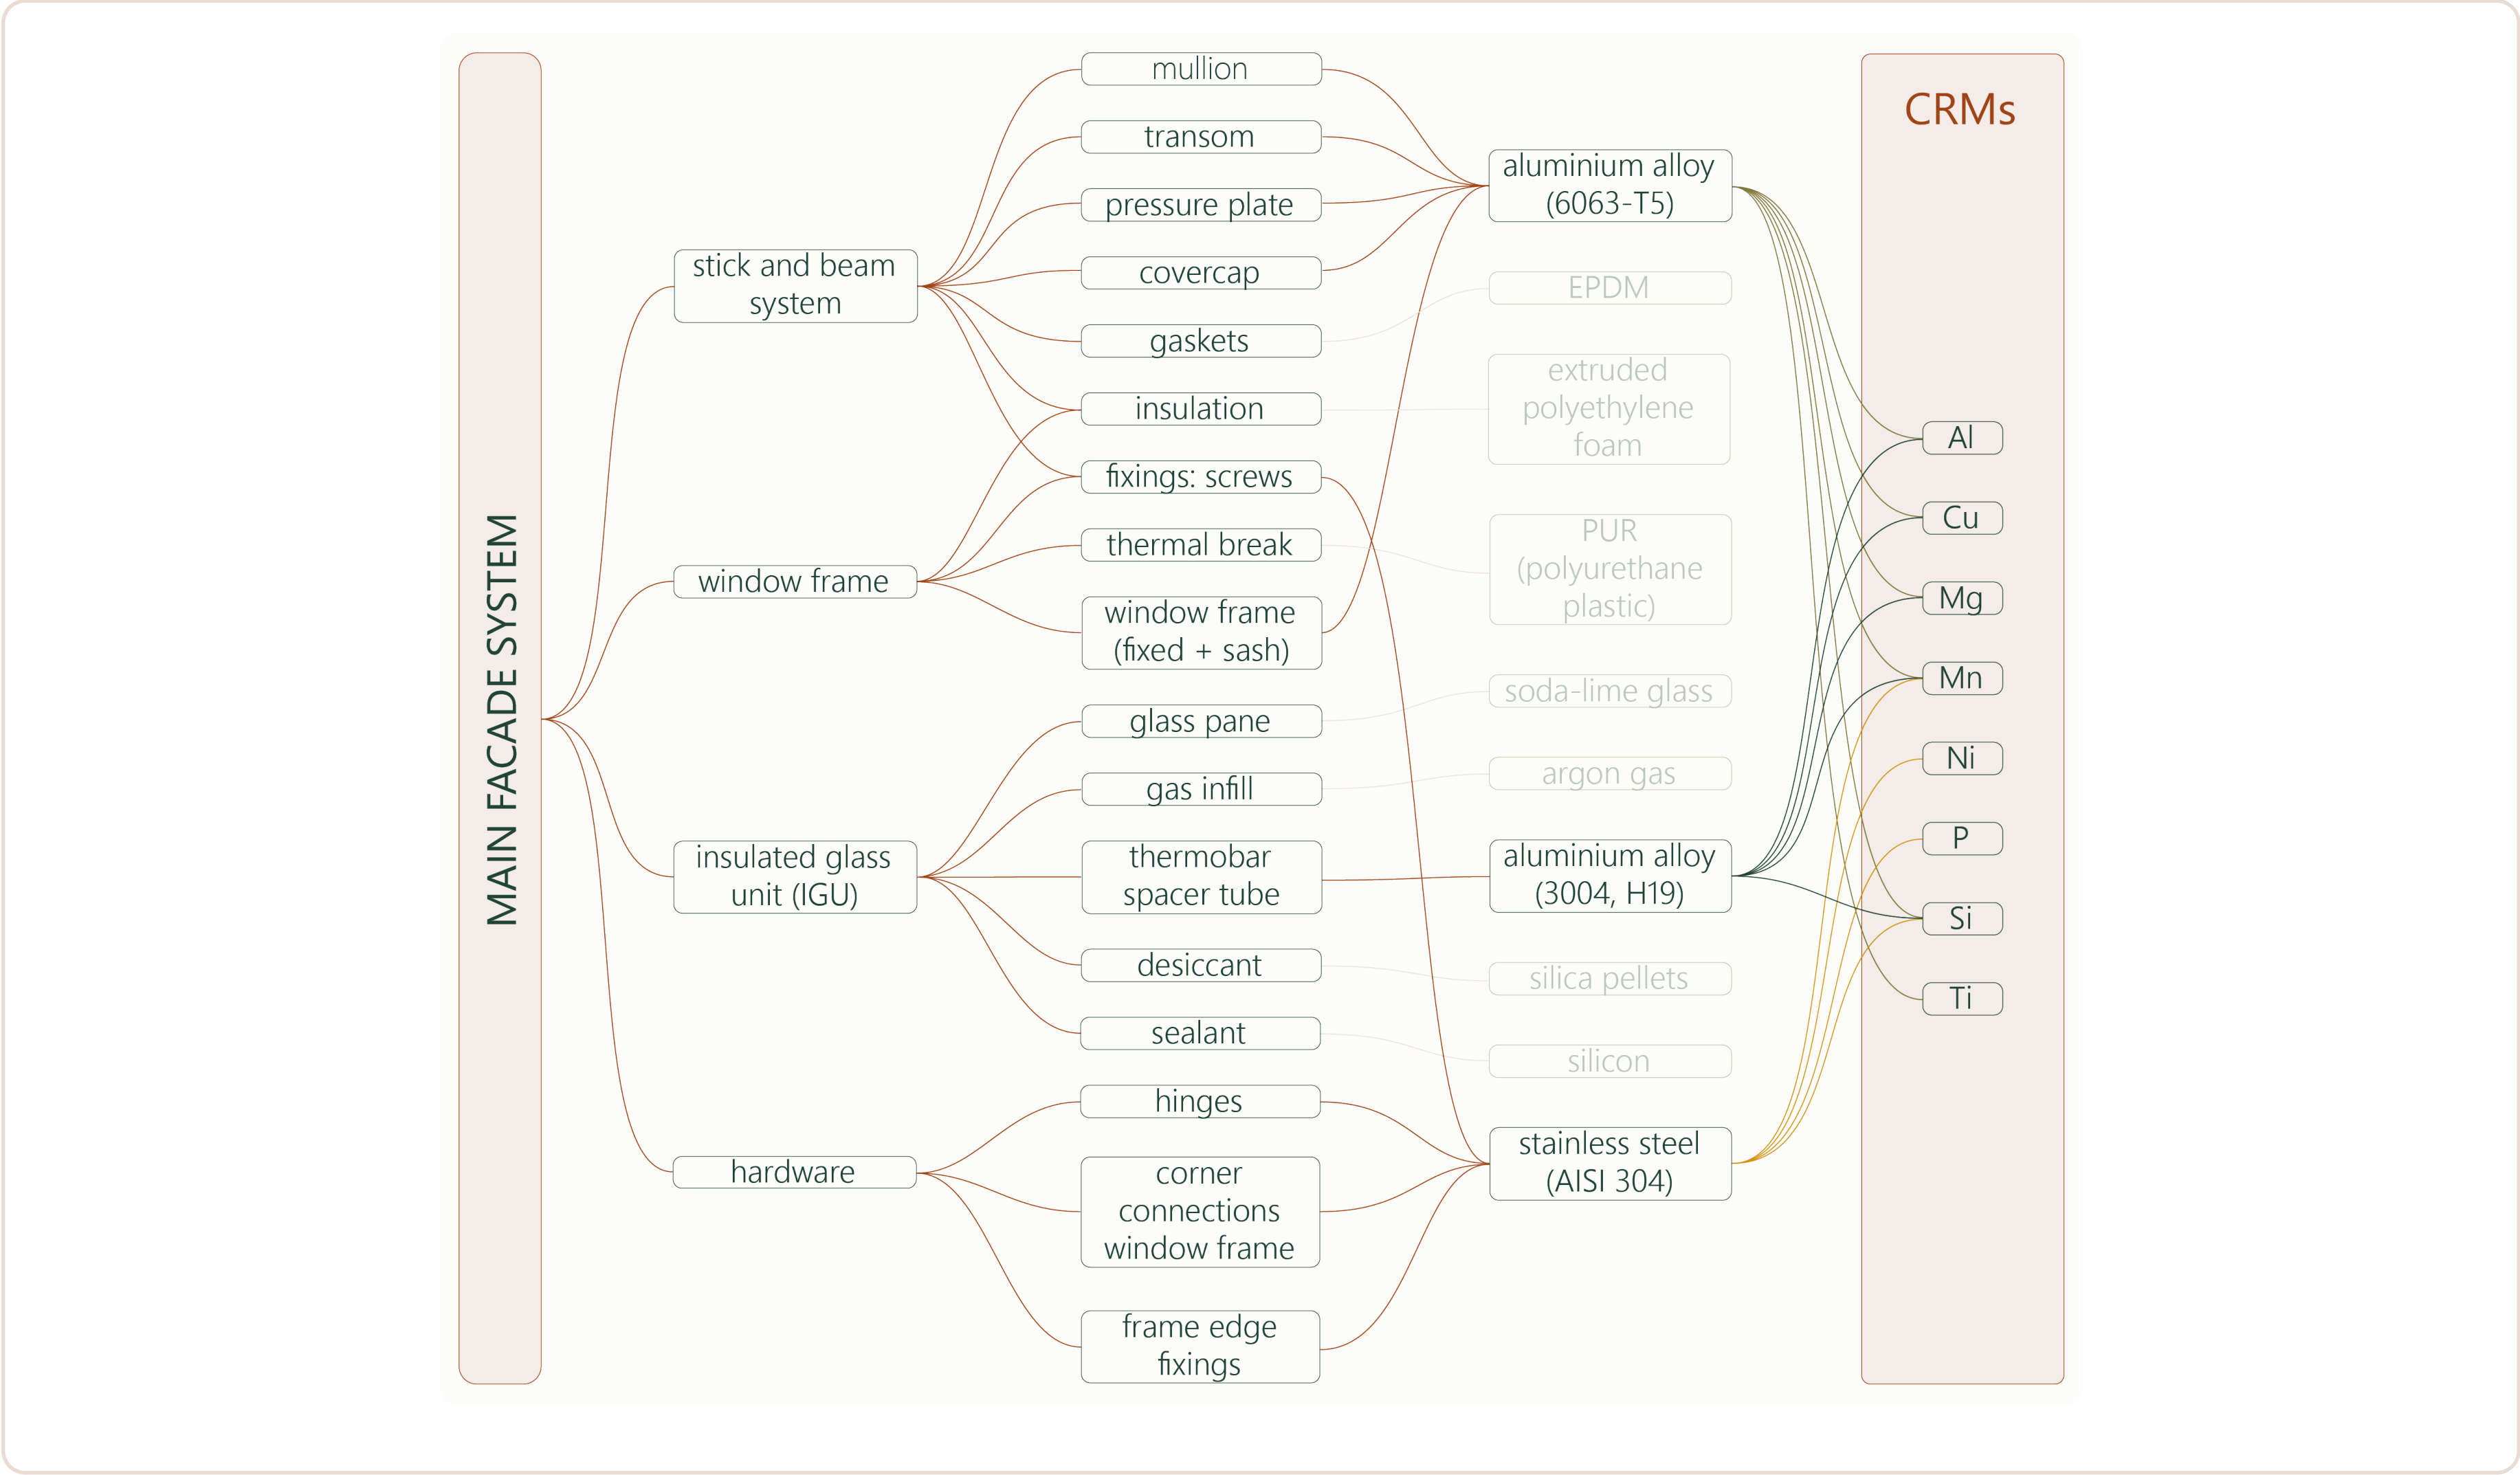 MAIN FACADE SYSTEM
stick and beam
system
window frame
insulated glass
unit (IGU)
hardware
mullion
transom
pressure plate
covercap
gaskets
insulation
fixings: screws
thermal break
window frame
(fixed + sash)
glass pane
gas infill
thermobar
spacer tube
desiccant
sealant
hinges
corner
connections
window frame
frame edge
fixings
aluminium alloy
(6063-T5)
EPDM
extruded
polyethylene
foam
PUR
(polyurethane
plastic)
soda-lime glass
argon gas
aluminium alloy
(3004, H19)
silica pellets
silicon
stainless steel
(AISI 304)
CRMs
Al
Cu
Mg
Mn
Ni
P
Si
Ti